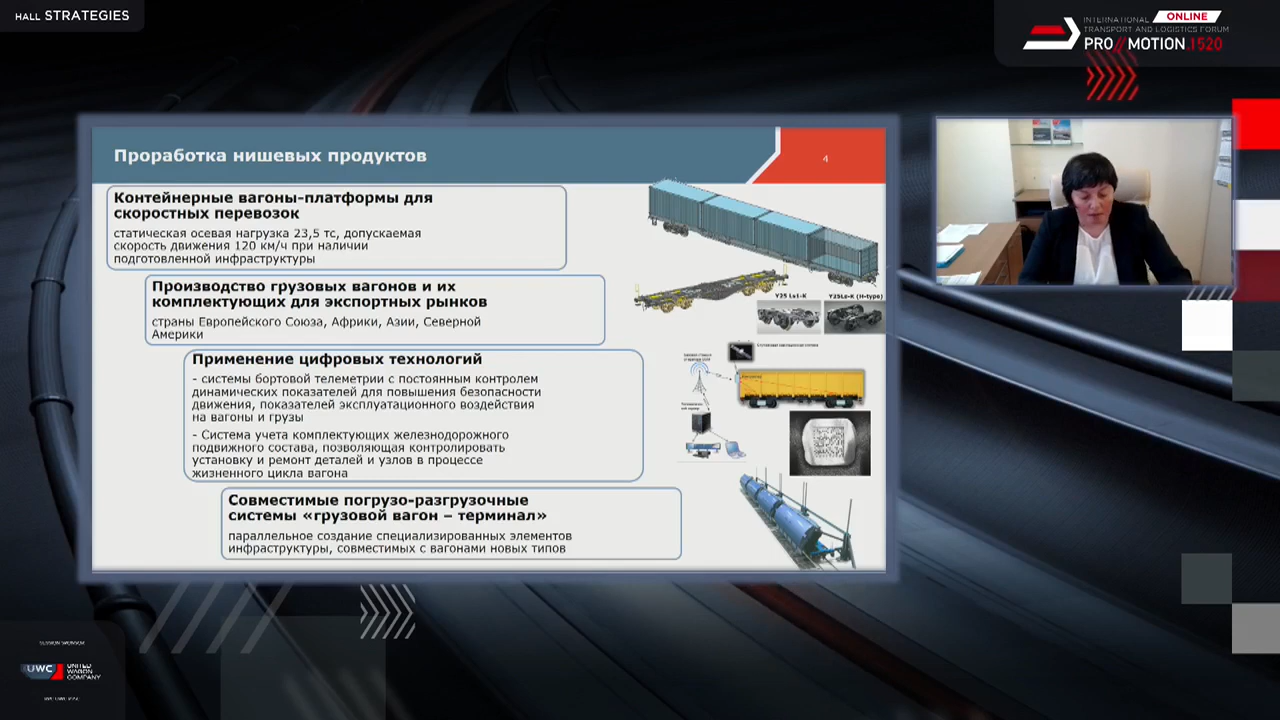 HALL STRATEGIES
INTERNATIONAL ONLINE
TRANSPORT AND LOGISTICS FORUM
PRO//MOTION.1520
Проработка нишевых продуктов
4
Контейнерные вагоны-платформы для
скоростных перевозок
статическая осевая нагрузка 23,5 тс, допускаемая
скорость движения 120 км/ч при наличии
подготовленной инфраструктуры
Производство грузовых вагонов и их
комплектующих для экспортных рынков
страны Европейского Союза, Африки, Азии, Северной
Америки
Y25 Ls1-K
Y25Ls-K (H-type)
Применение цифровых технологий
- системы бортовой телеметрии с постоянным контролем
динамических показателей для повышения безопасности
движения, показателей эксплуатационного воздействия
на вагоны и грузы
- Система учета комплектующих железнодорожного
подвижного состава, позволяющая контролировать
установку и ремонт деталей и узлов в процессе
жизненного цикла вагона
Совместимые погрузо-разгрузочные
системы «грузовой вагон – терминал»
параллельное создание специализированных элементов
инфраструктуры, совместимых с вагонами новых типов
SESSION SPONSOR
UWC UNITED
WAGON
COMPANY